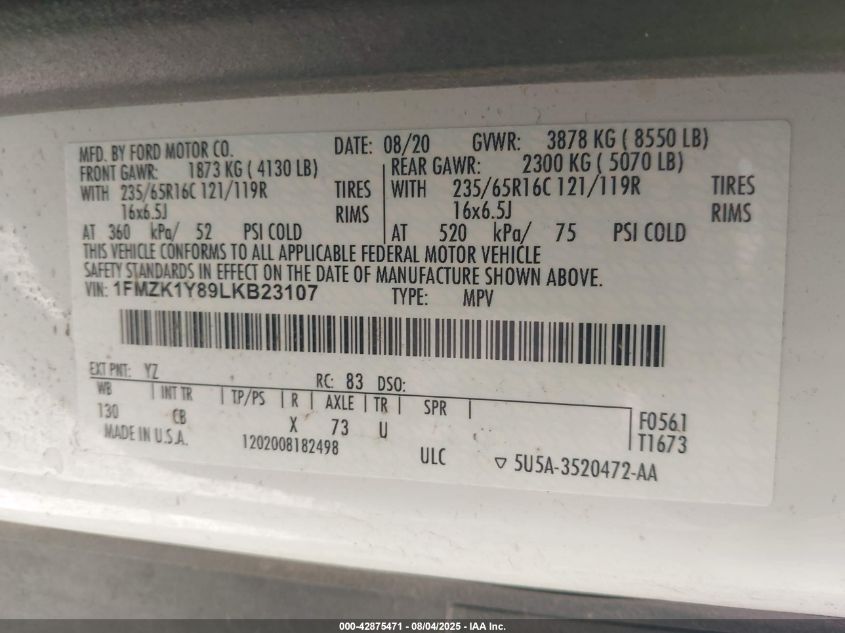 MFD. BY FORD MOTOR CO. DATE: 08/20 GVWR: 3878 KG ( 8550 LB)
FRONT GAWR: 1873 KG ( 4130 LB) REAR GAWR: 2300 KG ( 5070 LB)
WITH 235/65R16C 121/119R TIRES WITH 235/65R16C 121/119R TIRES
16x6.5J RIMS 16x6.5J RIMS
AT 360 kPa/ 52 PSI COLD AT 520 kPa/ 75 PSI COLD
THIS VEHICLE CONFORMS TO ALL APPLICABLE FEDERAL MOTOR VEHICLE
SAFETY STANDARDS IN EFFECT ON THE DATE OF MANUFACTURE SHOWN ABOVE.
VIN: 1FMZK1Y89LKB23107 TYPE: MPV
EXT PNT: YZ RC: 83 DSO:
WB INT TR TP/PS R AXLE TR SPR
130 CB X 73 U F0561
MADE IN U.S.A. 1202008182498 ULC T1673
▽ 5U5A-3520472-AA
000-42875471 - 08/04/2025 - IAA Inc.